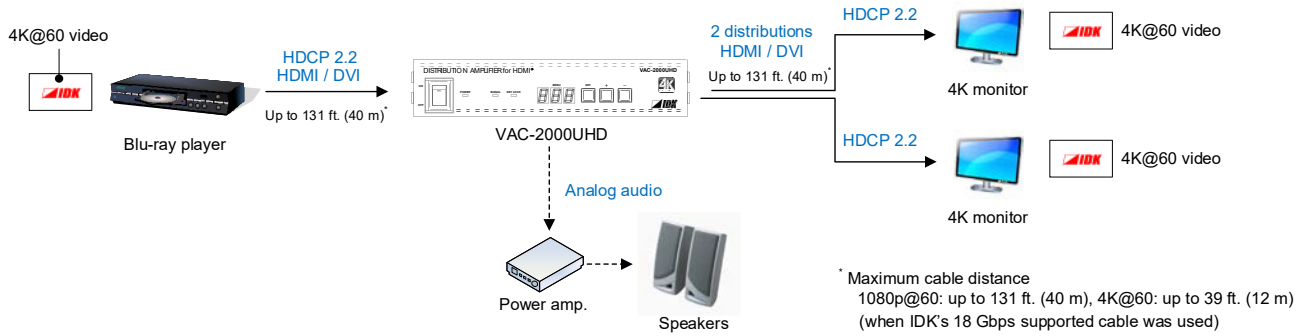 4K@60 video
IDK
Blu-ray player
HDCP 2.2
HDMI / DVI
Up to 131 ft. (40 m)*
DISTRIBUTION AMPLIFIER for HDMI
VAC-2000UHD
4K
IDK
VAC-2000UHD
2 distributions
HDMI / DVI
Up to 131 ft. (40 m)*
HDCP 2.2
4K monitor
IDK
4K@60 video
HDCP 2.2
4K monitor
IDK
4K@60 video
Analog audio
Power amp.
Speakers
* Maximum cable distance
1080p@60: up to 131 ft. (40 m), 4K@60: up to 39 ft. (12 m)
(when IDK's 18 Gbps supported cable was used)